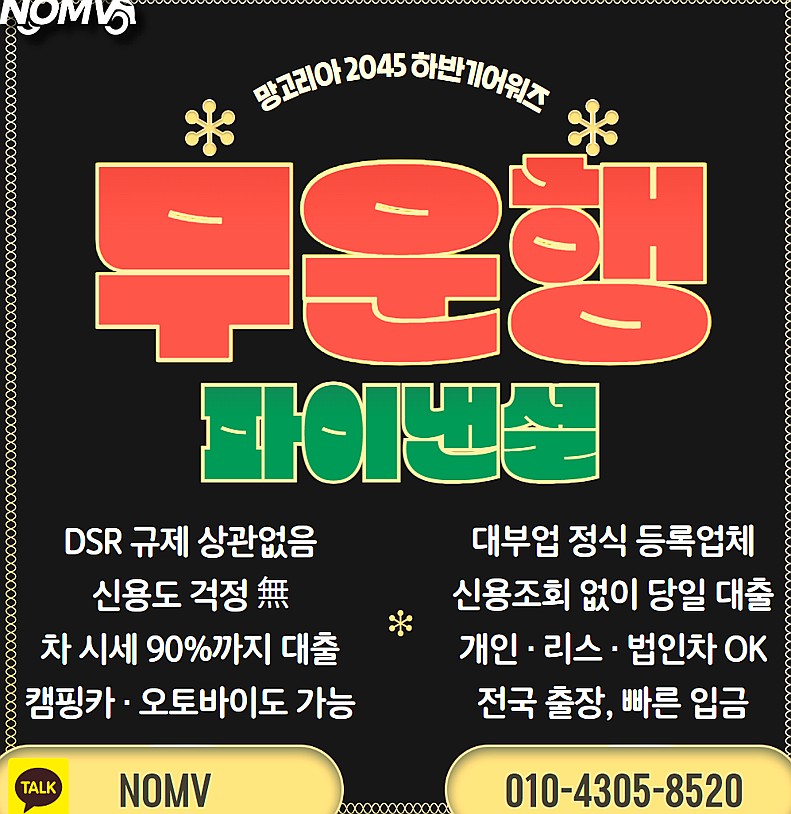 NOMV
망고리아 2045 하반기어워즈
무운행
파이낸셜
DSR 규제 상관없음
신용도 걱정 無
차 시세 90%까지 대출
캠핑카 · 오토바이도 가능
대부업 정식 등록업체
신용조회 없이 당일 대출
개인 · 리스 · 법인차 OK
전국 출장, 빠른 입금
TALK
NOMV
010-4305-8520